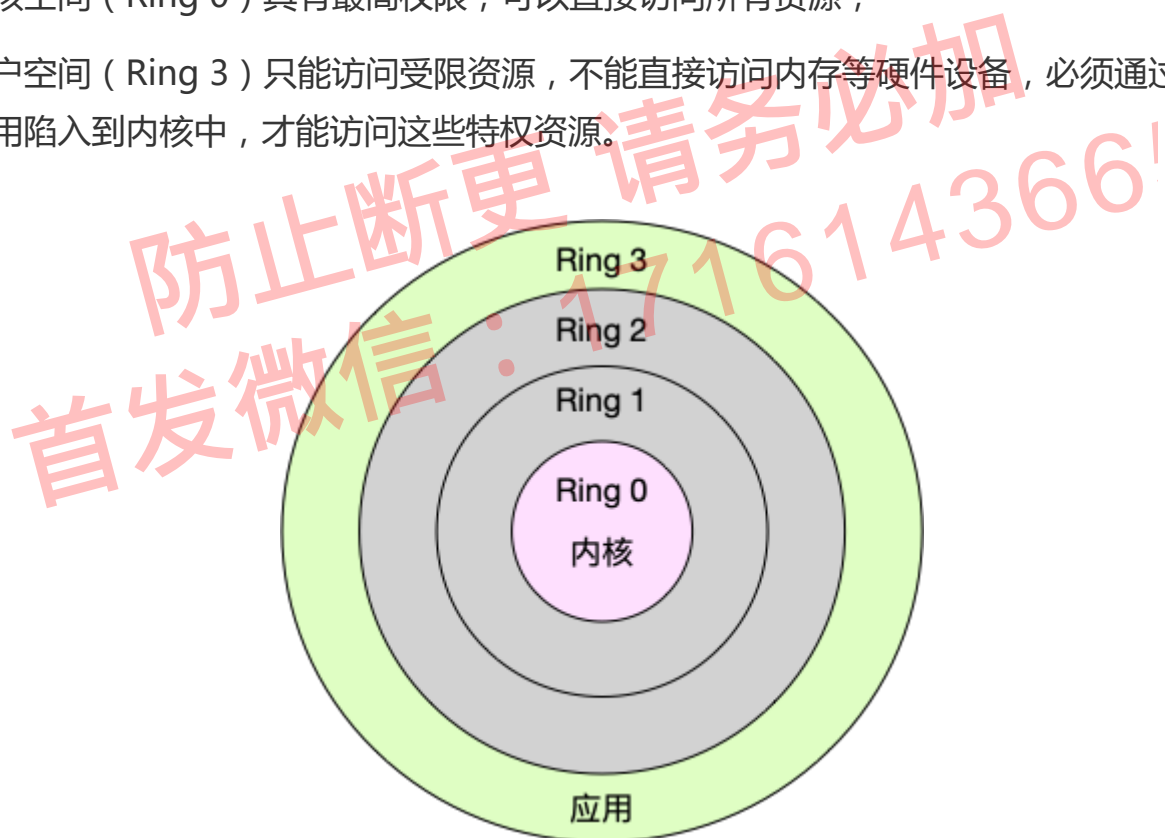 核空间（Ring 0）具有最高权限，可以直接访问所有资源；
户空间（Ring 3）只能访问受限资源，不能直接访问内存等硬件设备，必须通过
用陷入到内核中，才能访问这些特权资源。
防止断更 请务必加
首发微信：1716143665
Ring 3
Ring 2
Ring 1
Ring 0
内核
应用